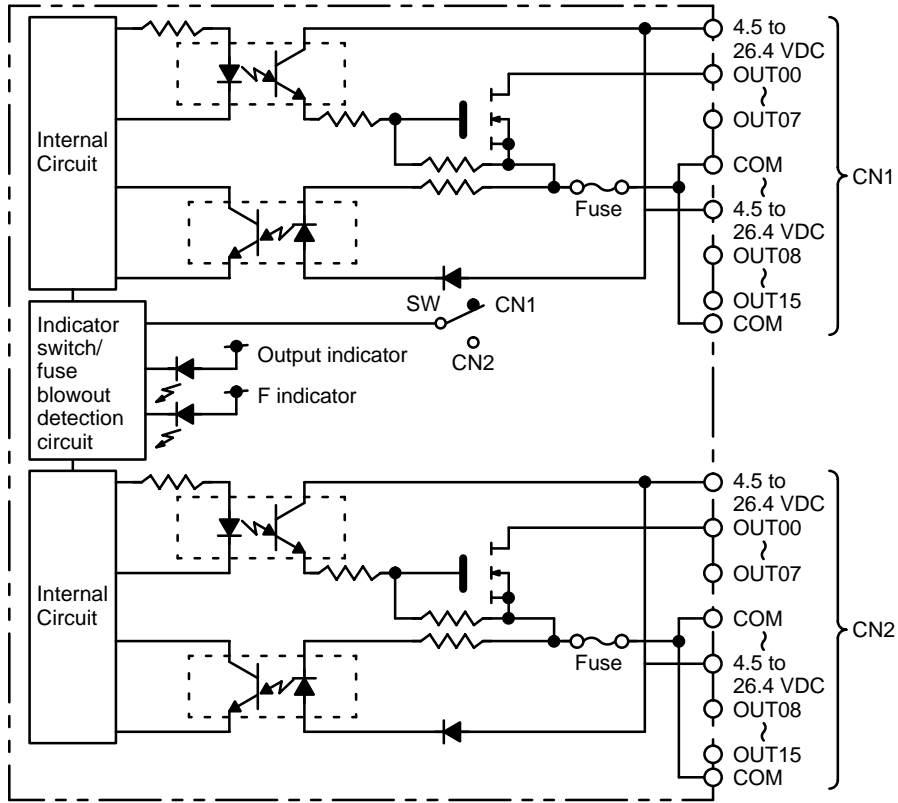 4.5 to
26.4 VDC
OUT00
OUT07
Internal
Circuit
COM
CN1
Fuse
4.5 to
26.4 VDC
OUT08
OUT15
COM
SW
CN1
CN2
Indicator
switch/
fuse
blowout
detection
circuit
Output indicator
F indicator
4.5 to
26.4 VDC
OUT00
OUT07
Internal
Circuit
COM
CN2
Fuse
4.5 to
26.4 VDC
OUT08
OUT15
COM